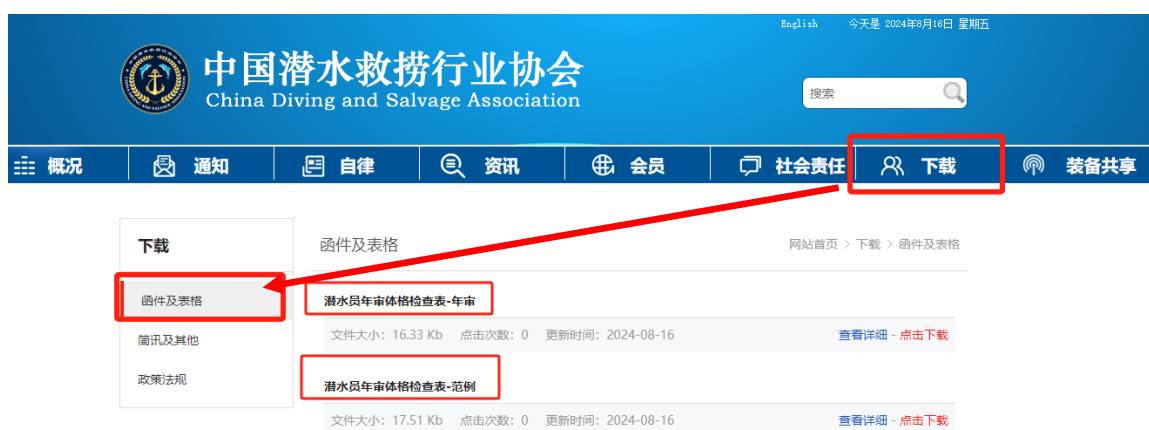 English 今天是 2024年8月16日 星期五
中国潜水救捞行业协会
China Diving and Salvage Association
搜索
概况 通知 自律 资讯 会员 社会责任 下载 装备共享
下载
函件及表格
网站首页 > 下载 > 函件及表格
函件及表格
潜水员年审体格检查表-年审
文件大小：16.33 Kb 点击次数：0 更新时间：2024-08-16 查看详细 - 点击下载
简讯及其他
政策法规
潜水员年审体格检查表-范例
文件大小：17.51 Kb 点击次数：0 更新时间：2024-08-16 查看详细 - 点击下载